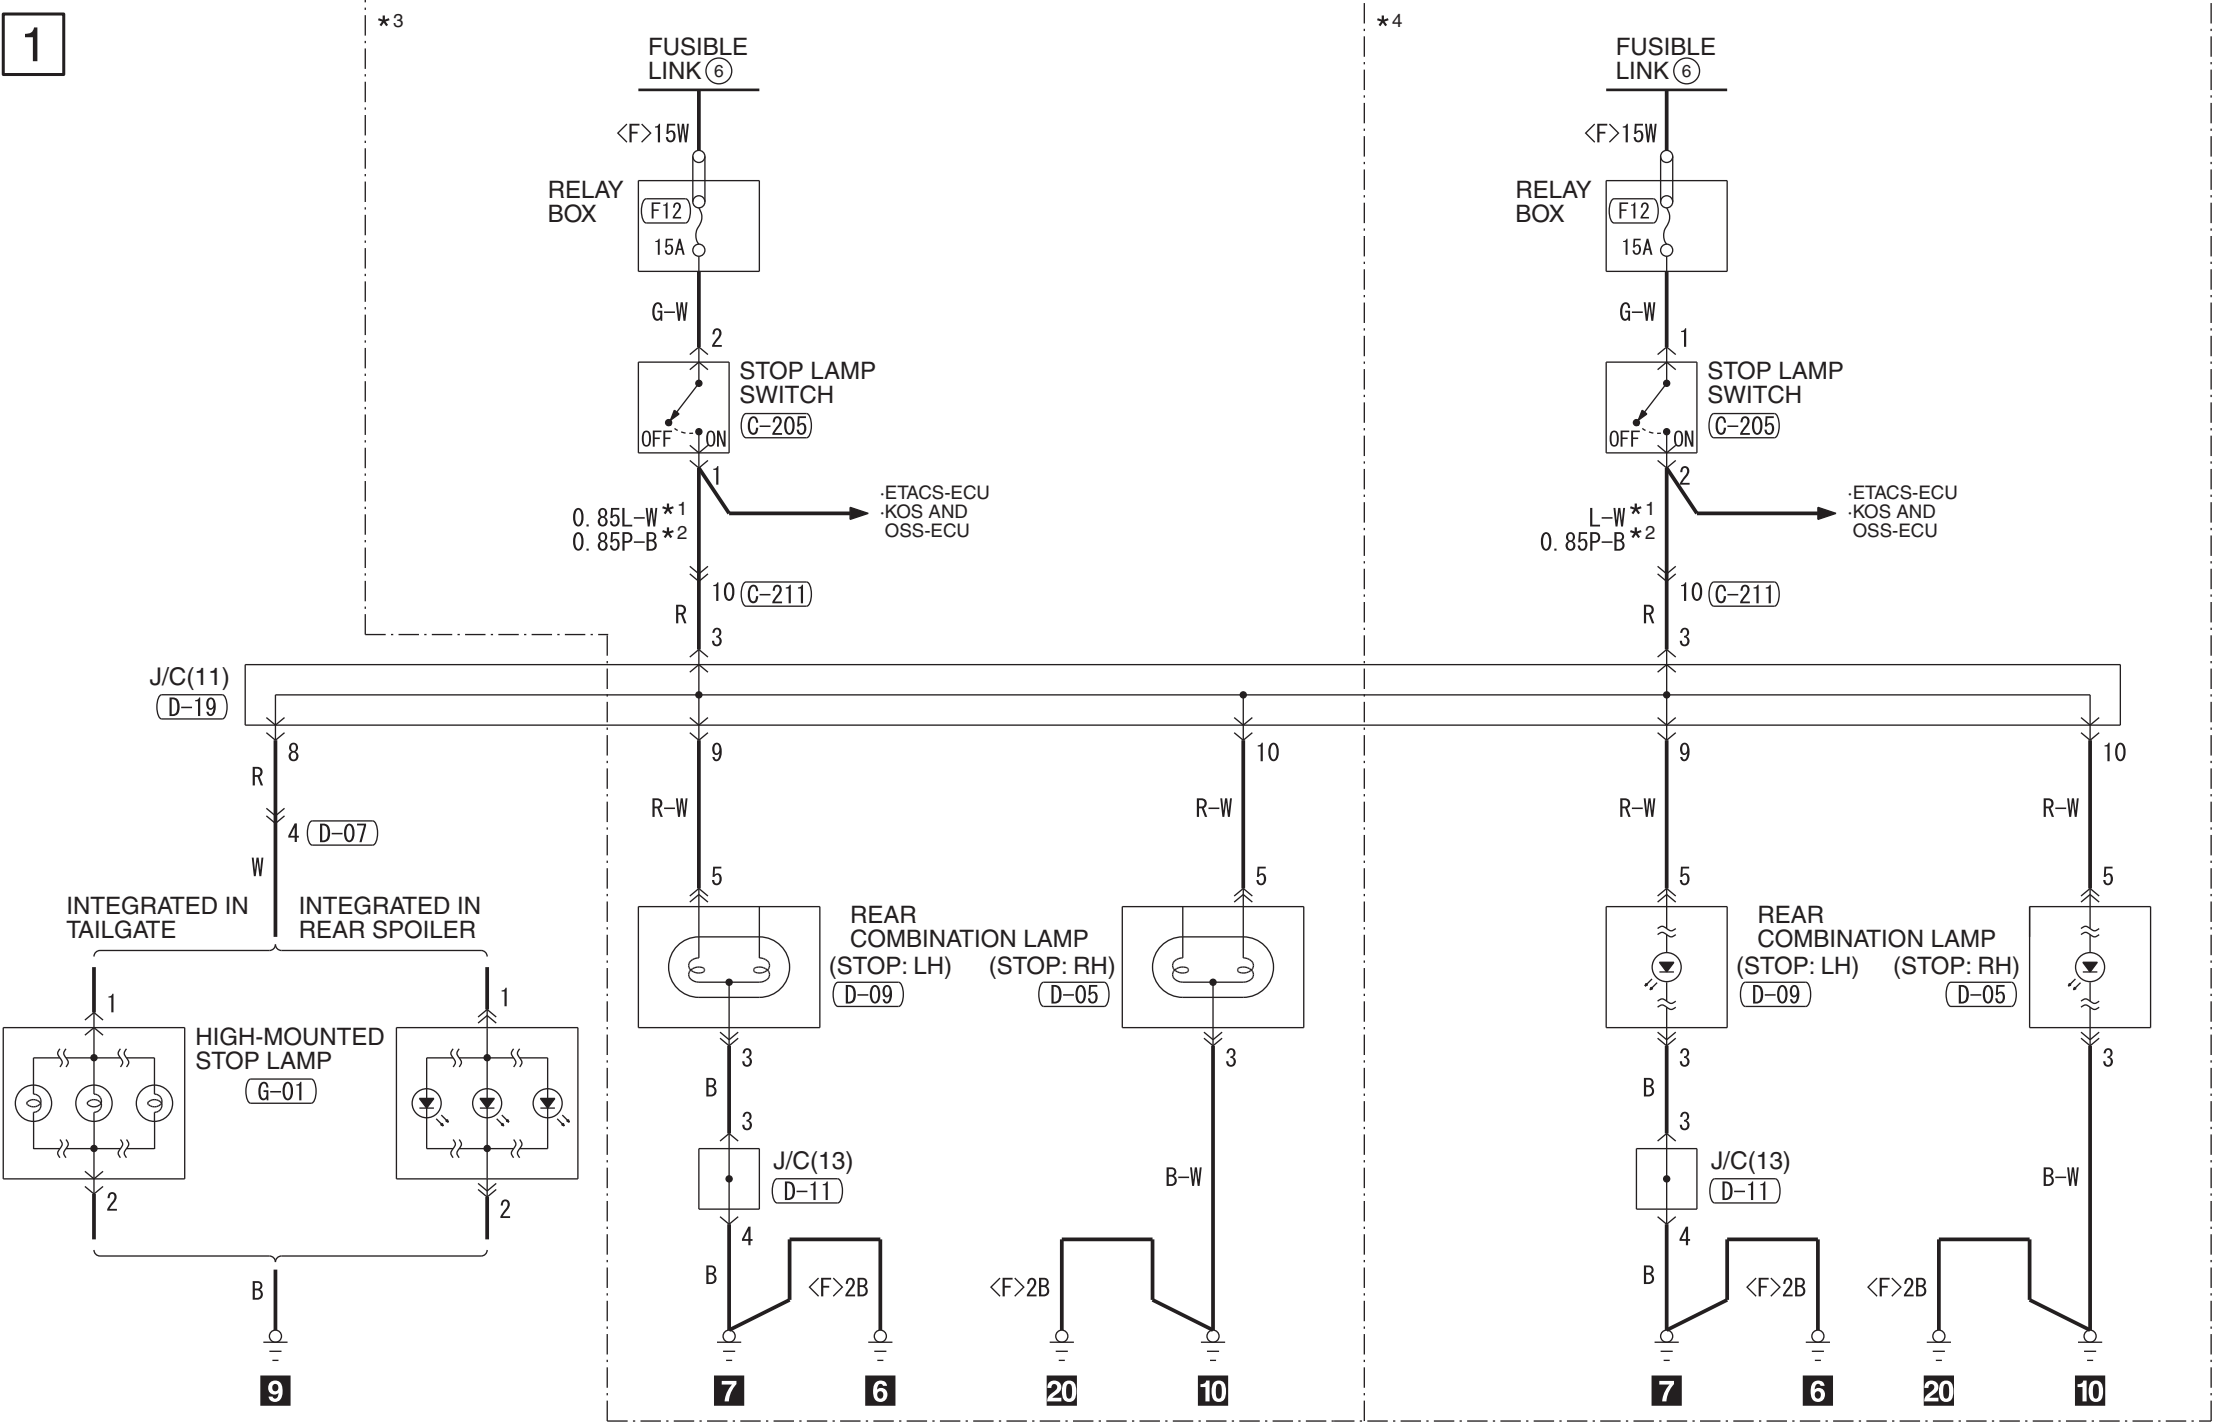 1
*3
FUSIBLE
LINK 6
<F>15W
RELAY
BOX
F12
15A
G-W
2
STOP LAMP
SWITCH
C-205
OFF
ON
1
·ETACS-ECU
·KOS AND
OSS-ECU
0.85L-W*1
0.85P-B*2
10 C-211
R
3
*4
FUSIBLE
LINK 6
<F>15W
RELAY
BOX
F12
15A
G-W
1
STOP LAMP
SWITCH
C-205
OFF
ON
2
·ETACS-ECU
·KOS AND
OSS-ECU
L-W*1
0.85P-B*2
10 C-211
R
3
J/C(11)
D-19
8
R
4 D-07
W
INTEGRATED IN
TAILGATE
INTEGRATED IN
REAR SPOILER
1
1
HIGH-MOUNTED
STOP LAMP
G-01
2
2
B
9
9
R-W
5
10
R-W
5
REAR
COMBINATION LAMP
(STOP: LH)
(STOP: RH)
D-09
D-05
3
B
3
J/C(13)
D-11
4
B
<F>2B
3
B-W
<F>2B
7
6
20
10
9
R-W
5
10
R-W
5
REAR
COMBINATION LAMP
(STOP: LH)
(STOP: RH)
D-09
D-05
3
B
3
J/C(13)
D-11
4
B
<F>2B
3
B-W
<F>2B
7
6
20
10